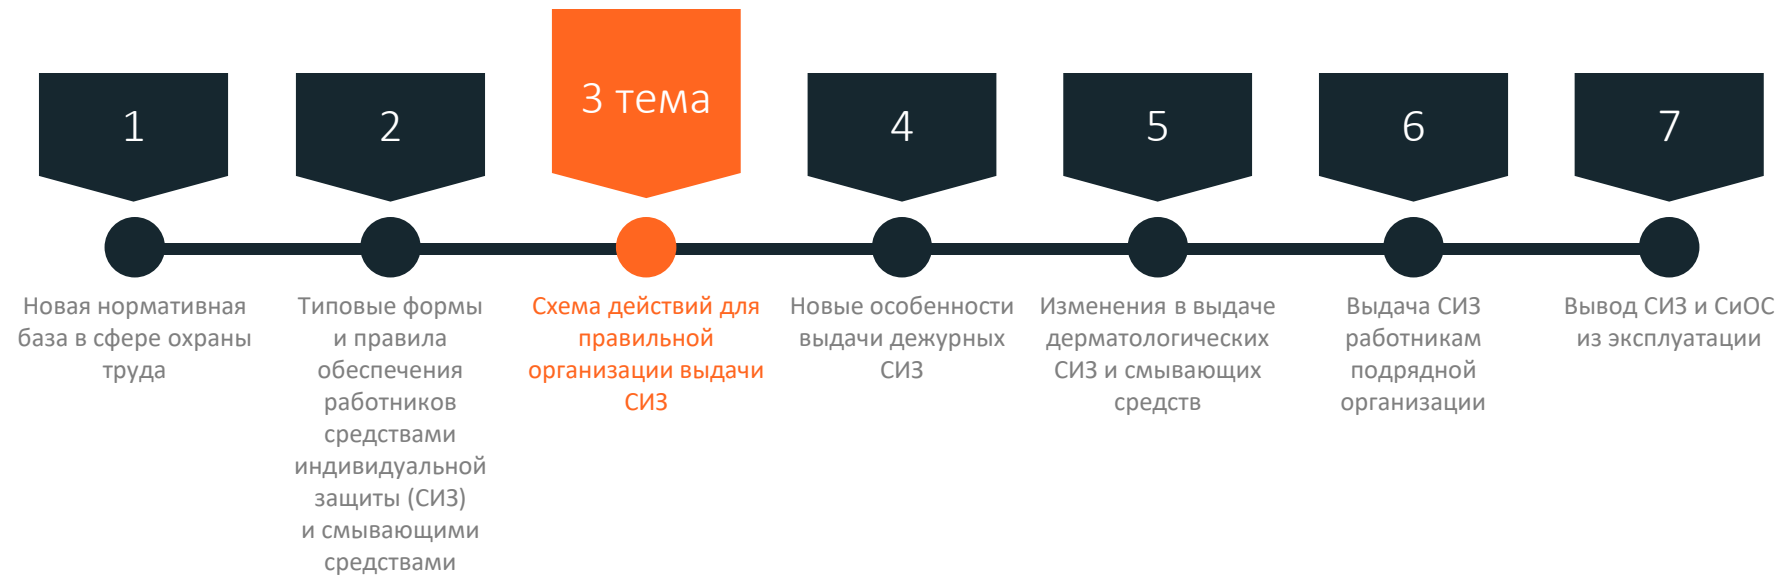 1
2
3 тема
4
5
6
7
Новая нормативная
база в сфере охраны
труда
Типовые формы
и правила
обеспечения
работников
средствами
индивидуальной
защиты (СИЗ)
и смывающими
средствами
Схема действий для
правильной
организации выдачи
СИЗ
Новые особенности
выдачи дежурных
СИЗ
Изменения в выдаче
дерматологических
СИЗ и смывающих
средств
Выдача СИЗ
работникам
подрядной
организации
Вывод СИЗ и СиОС
из эксплуатации